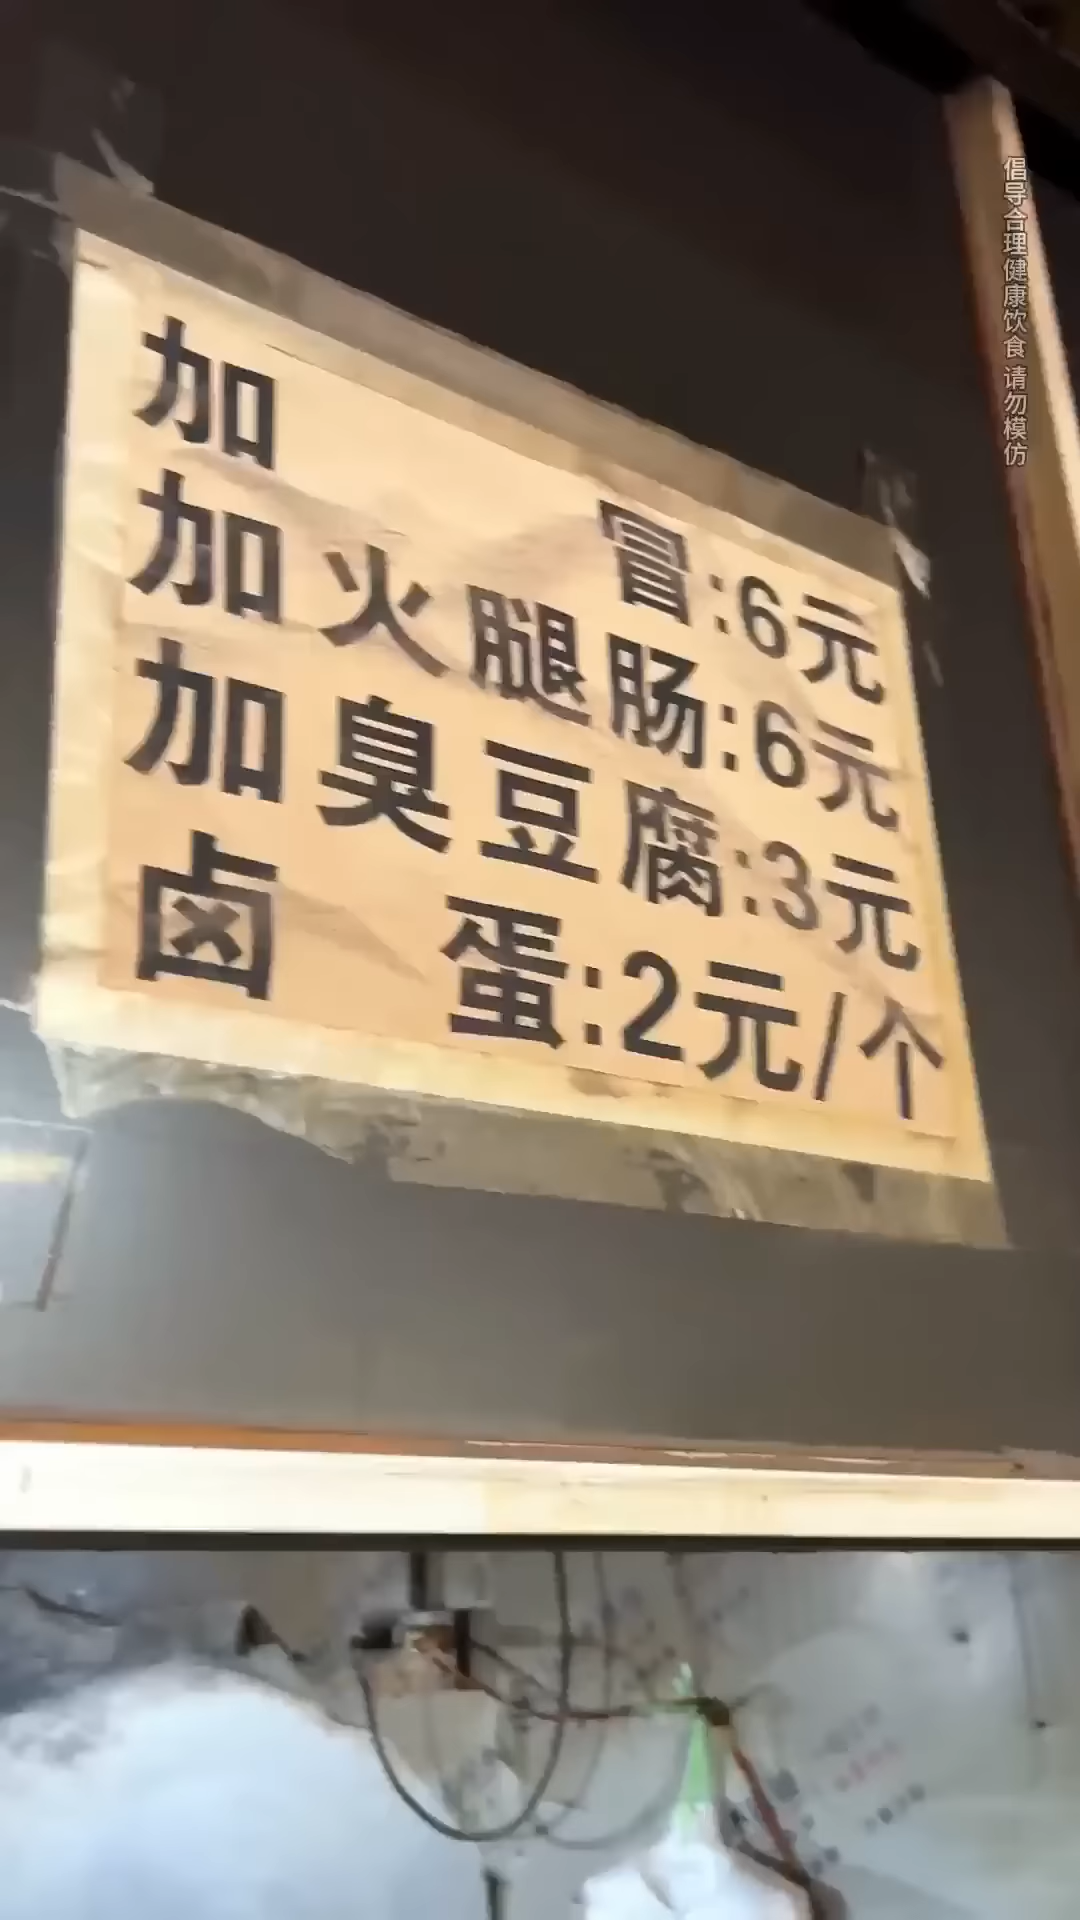 加 冒:6元
加火腿肠:6元
加臭豆腐:3元
卤 蛋:2元/个
倡导合理健康饮食 请勿模仿